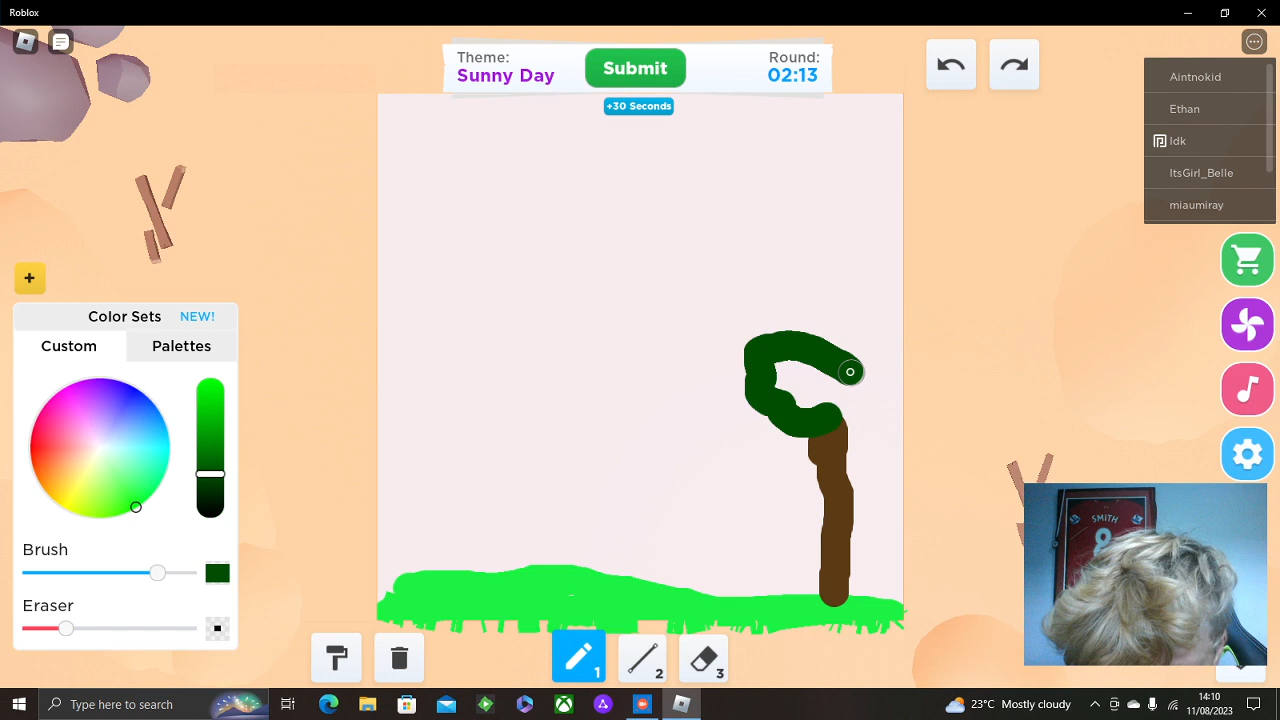 Roblox
Theme:
Sunny Day
Submit
Round:
02:13
+30 Seconds
Aintnokid
Ethan
Idk
ItsGirl_Belle
miaumiray
+
Color Sets NEW!
Custom Palettes
Brush
Eraser
1
2
3
SMITH
8
Type here to search
23°C Mostly cloudy
14:10
11/08/2023